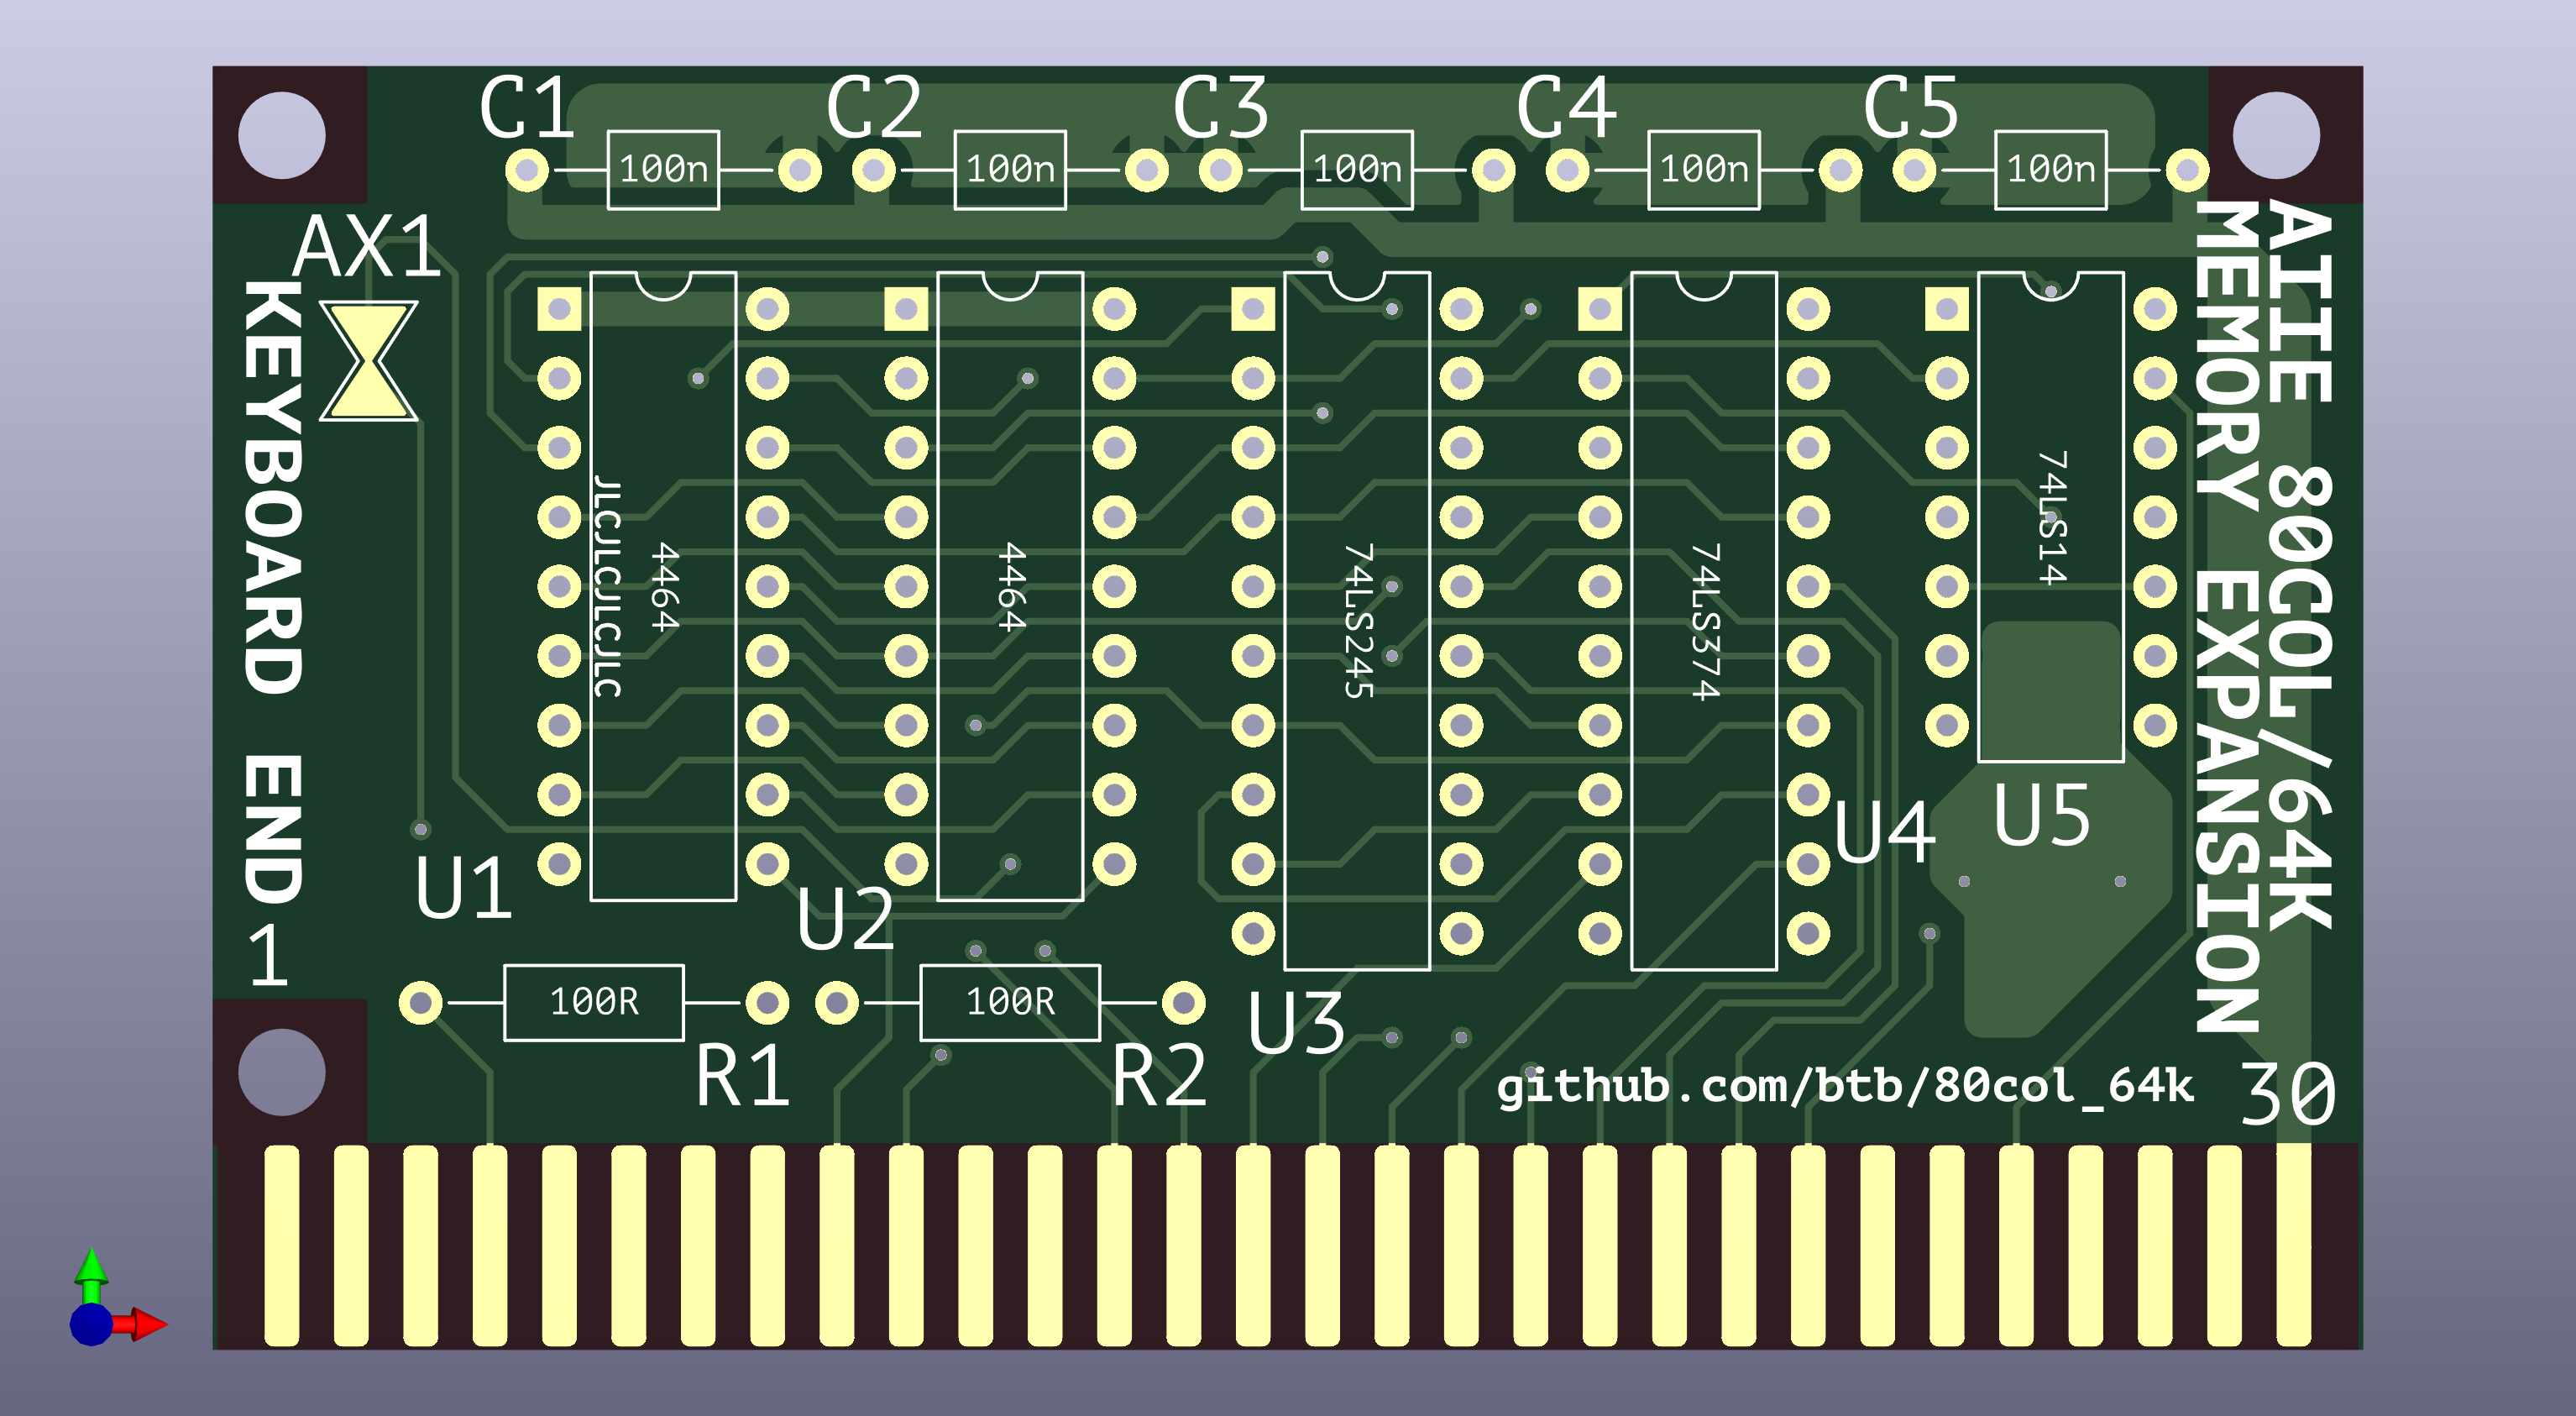 C1
C2
C3
C4
C5
100n
100n
100n
100n
100n
AX1
KEYBOARD END
1
JLCJLCJLCJLC
4464
4464
74LS245
74LS374
74LS14
AIIE 80COL/64K
MEMORY EXPANSION
U1
U2
U3
U4
U5
100R
100R
R1
R2
github.com/btb/80col_64k
30